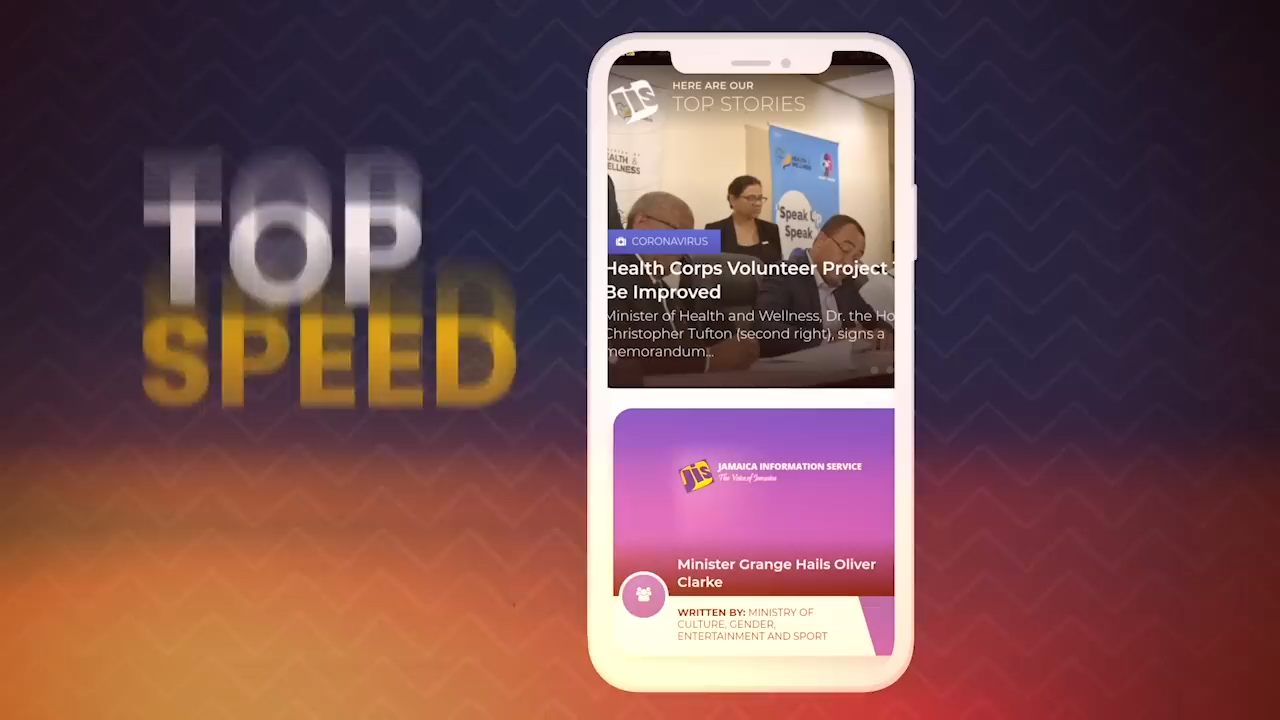 TOP
SPEED
JIS
HERE ARE OUR
TOP STORIES
HEALTH & WELLNESS
Speak Up
Speak
CORONAVIRUS
Health Corps Volunteer Project
Be Improved
Minister of Health and Wellness, Dr. the Ho
Christopher Tufton (second right), signs a
memorandum...
JIS
JAMAICA INFORMATION SERVICE
The Voice of Jamaica
Minister Grange Hails Oliver
Clarke
WRITTEN BY: MINISTRY OF
CULTURE, GENDER,
ENTERTAINMENT AND SPORT